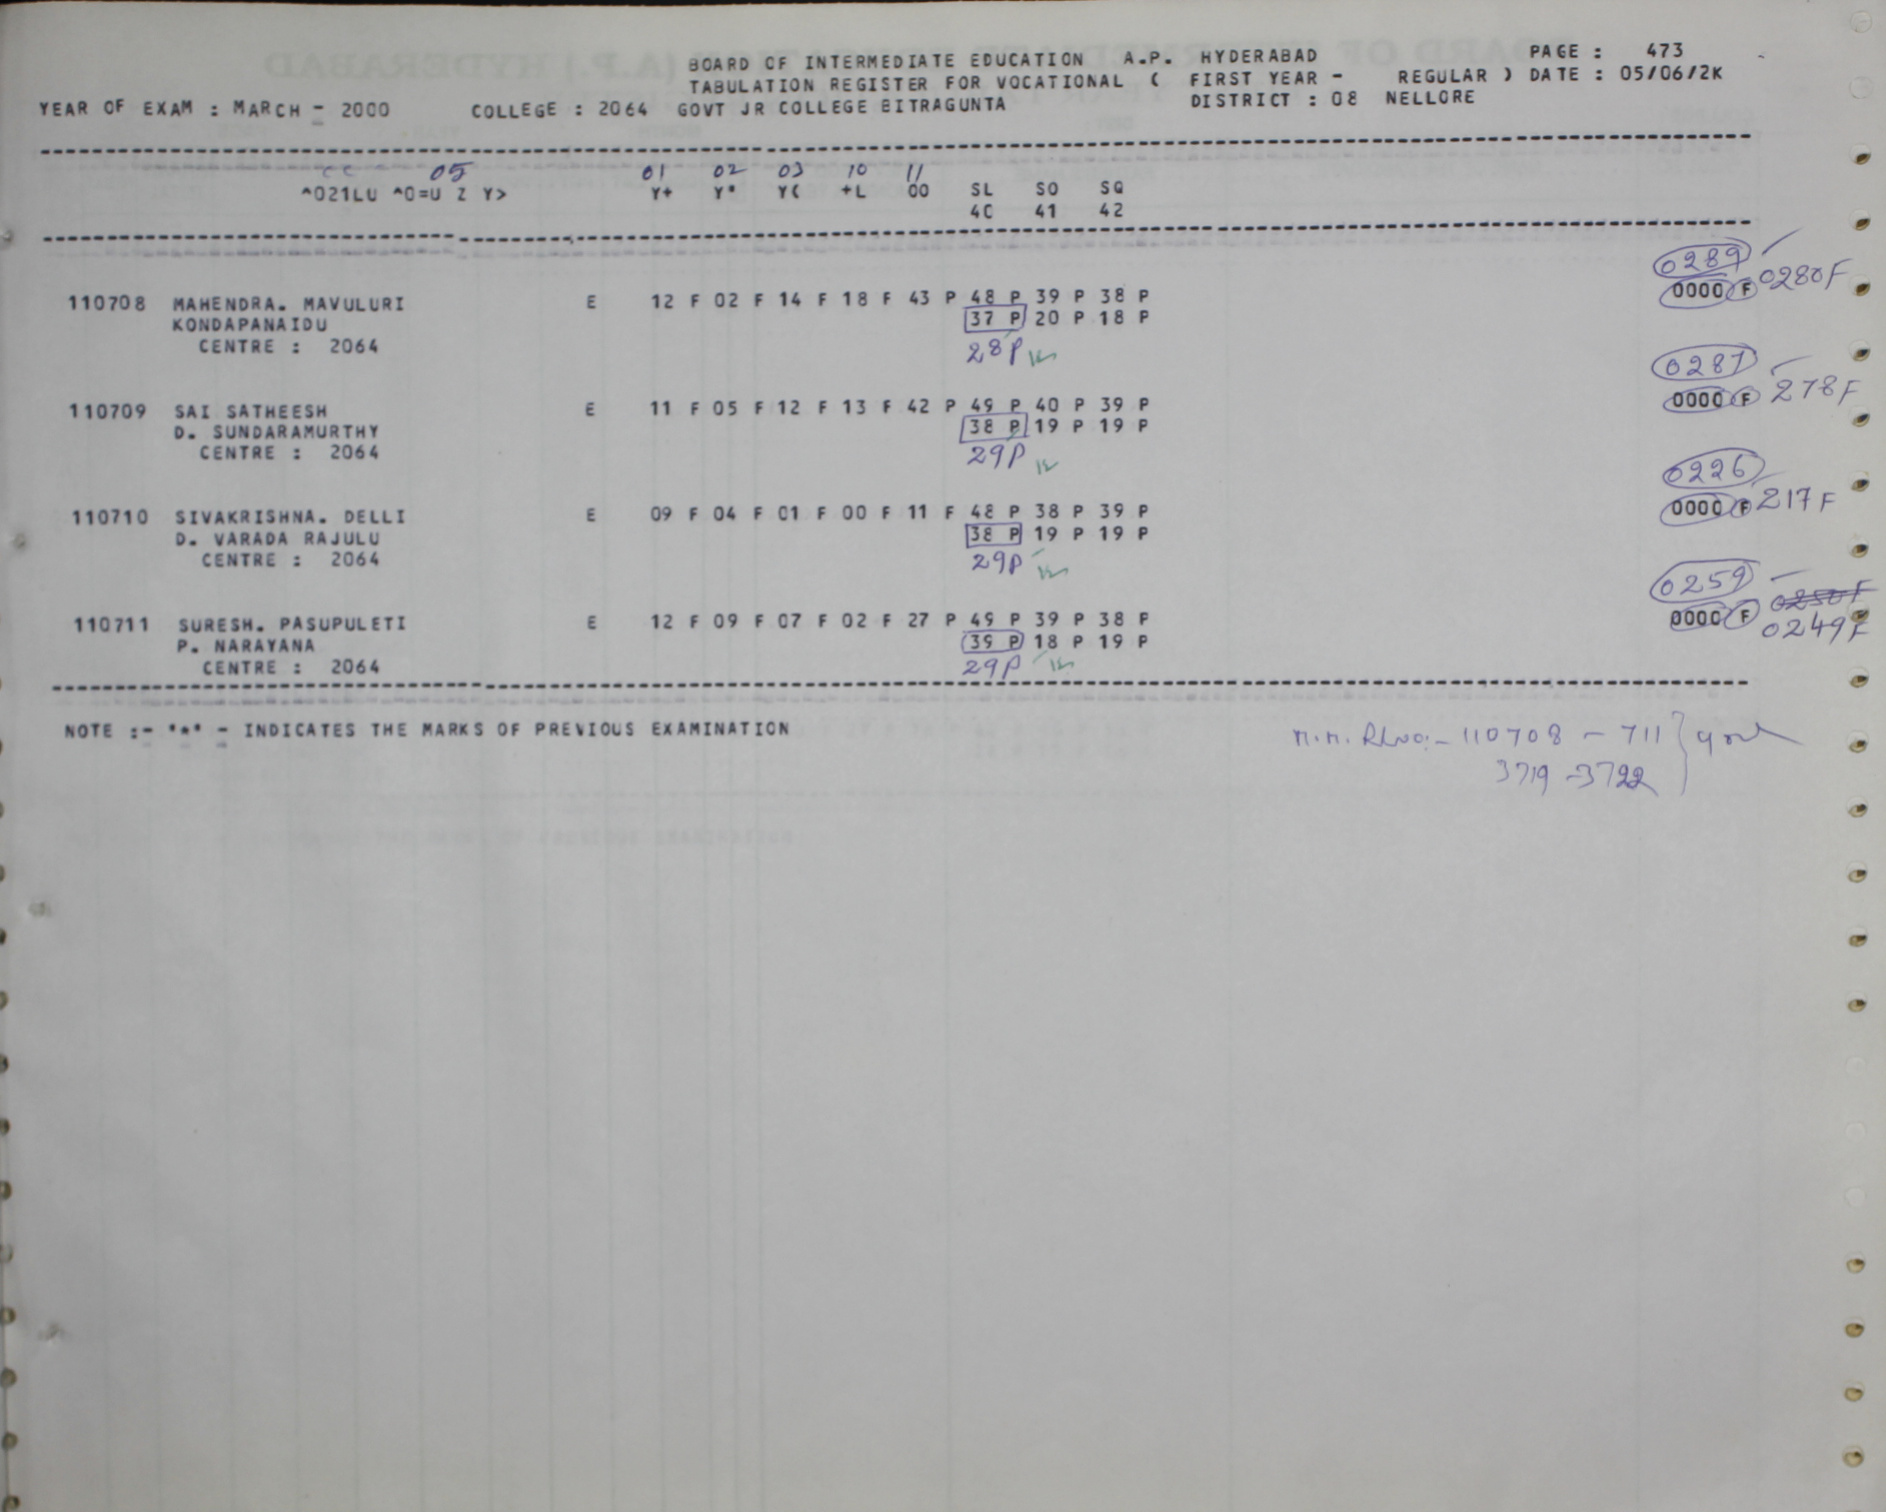 BOARD OF INTERMEDIATE EDUCATION A.P. HYDERABAD PAGE : 473
TABULATION REGISTER FOR VOCATIONAL ( FIRST YEAR - REGULAR ) DATE : 05/06/2K
YEAR OF EXAM : MARCH - 2000 COLLEGE : 2064 GOVT JR COLLEGE BITRAGUNTA DISTRICT : 08 NELLORE
05 01 02 03 10 11
^021LU ^0=U Z Y> Y+ Y* Y( +L 00 SL SO SQ
40 41 42
0289
110708 MAHENDRA. MAVULURI E 12 F 02 F 14 F 18 F 43 P 48 P 39 P 38 P 0000 F 0280F
KONDAPANAIDU 37 P 20 P 18 P
CENTRE : 2064 28P
0287
110709 SAI SATHEESH E 11 F 05 F 12 F 13 F 42 P 49 P 40 P 39 P 0000 F 278F
D. SUNDARAMURTHY 38 P 19 P 19 P
CENTRE : 2064 29P
0226
110710 SIVAKRISHNA. DELLI E 09 F 04 F 01 F 00 F 11 F 48 P 38 P 39 P 0000 F 217F
D. VARADA RAJULU 38 P 19 P 19 P
CENTRE : 2064 29P
0259 0250F
110711 SURESH. PASUPULETI E 12 F 09 F 07 F 02 F 27 P 49 P 39 P 38 P 0000 F 0249F
P. NARAYANA 39 P 18 P 19 P
CENTRE : 2064 29P
NOTE :- "*" - INDICATES THE MARKS OF PREVIOUS EXAMINATION
M.M. Rl.No:- 110708 - 711
3719 - 3722